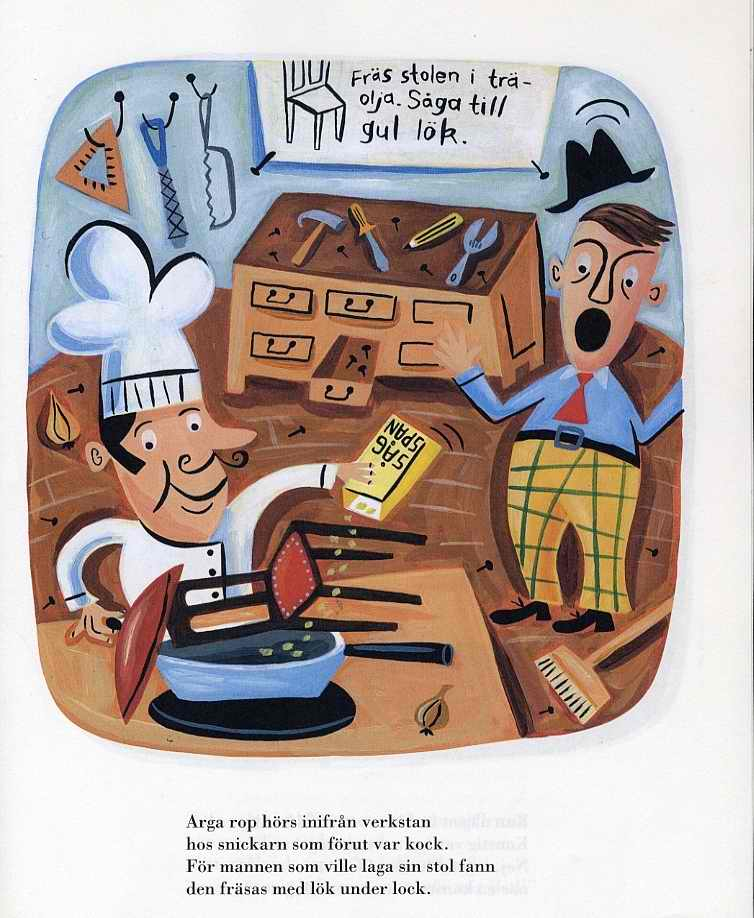 Fräs stolen i trä-
olja. Såga till
gul lök.
SÅG
SPÅN
Arga rop hörs inifrån verkstan
hos snickarn som förut var kock.
För mannen som ville laga sin stol fann
den fräsas med lök under lock.